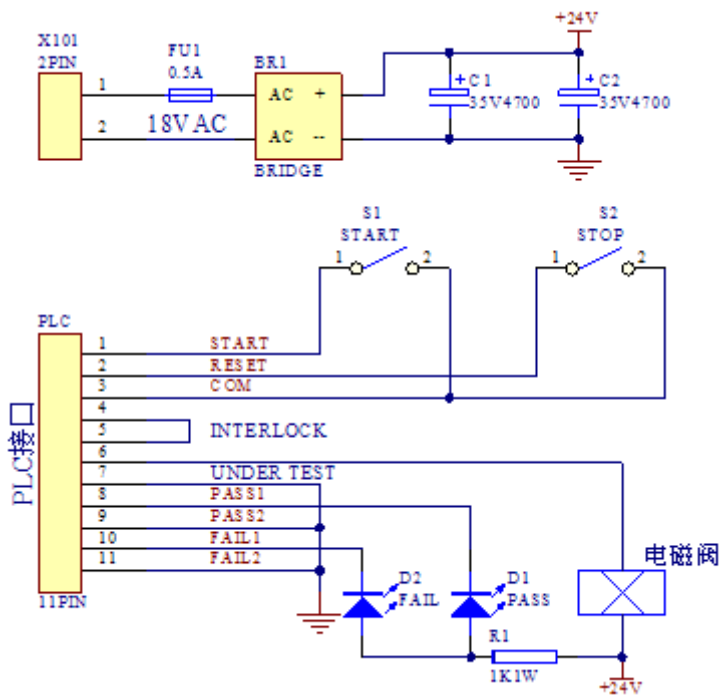 +24V
X101
2PIN
FU1
0.5A
BR1
1
AC
+
C1
35V4700
+
C2
35V4700
+
2
18VAC
AC
--
BRIDGE
S1
START
1
2
S2
STOP
1
2
PLC
PLC接口
1
START
2
RESET
3
COM
4
5
INTERLOCK
6
7
UNDER TEST
8
PASS1
9
PASS2
10
FAIL1
11
FAIL2
11PIN
电磁阀
D2
FAIL
D1
PASS
R1
1K1W
+24V